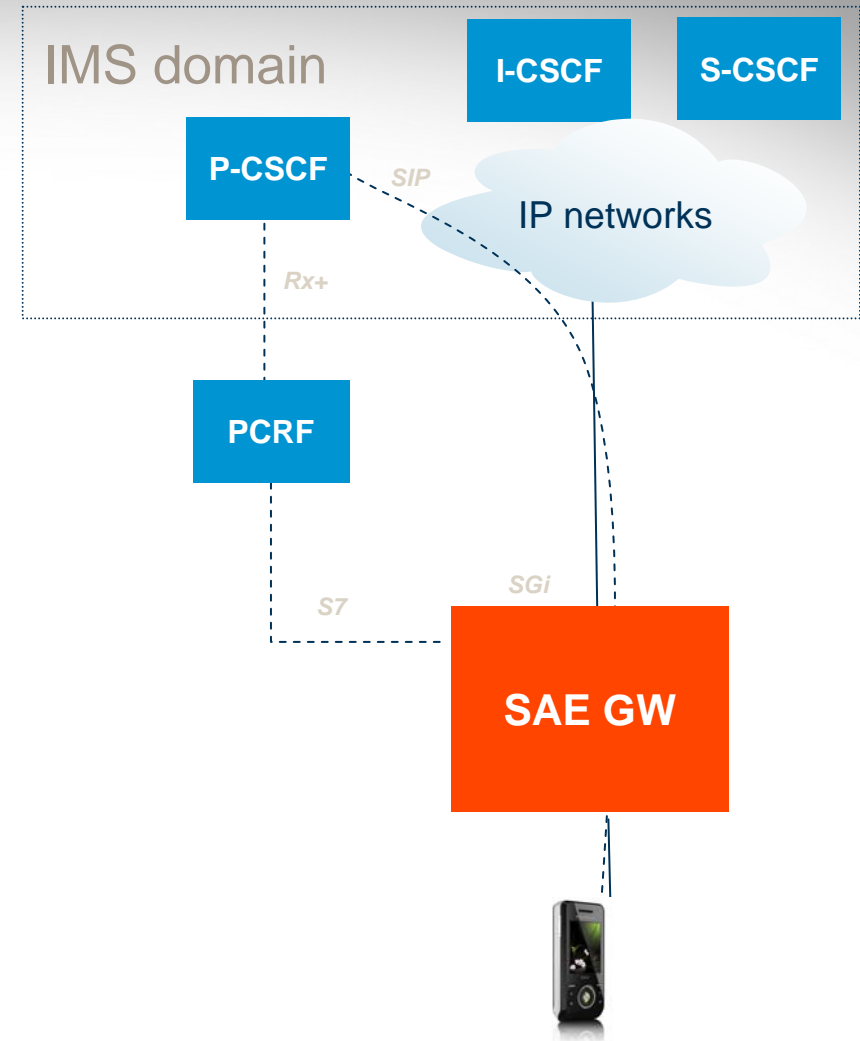 IMS domain
I-CSCF
S-CSCF
P-CSCF
SIP
IP networks
Rx+
PCRF
SGi
S7
SAE GW